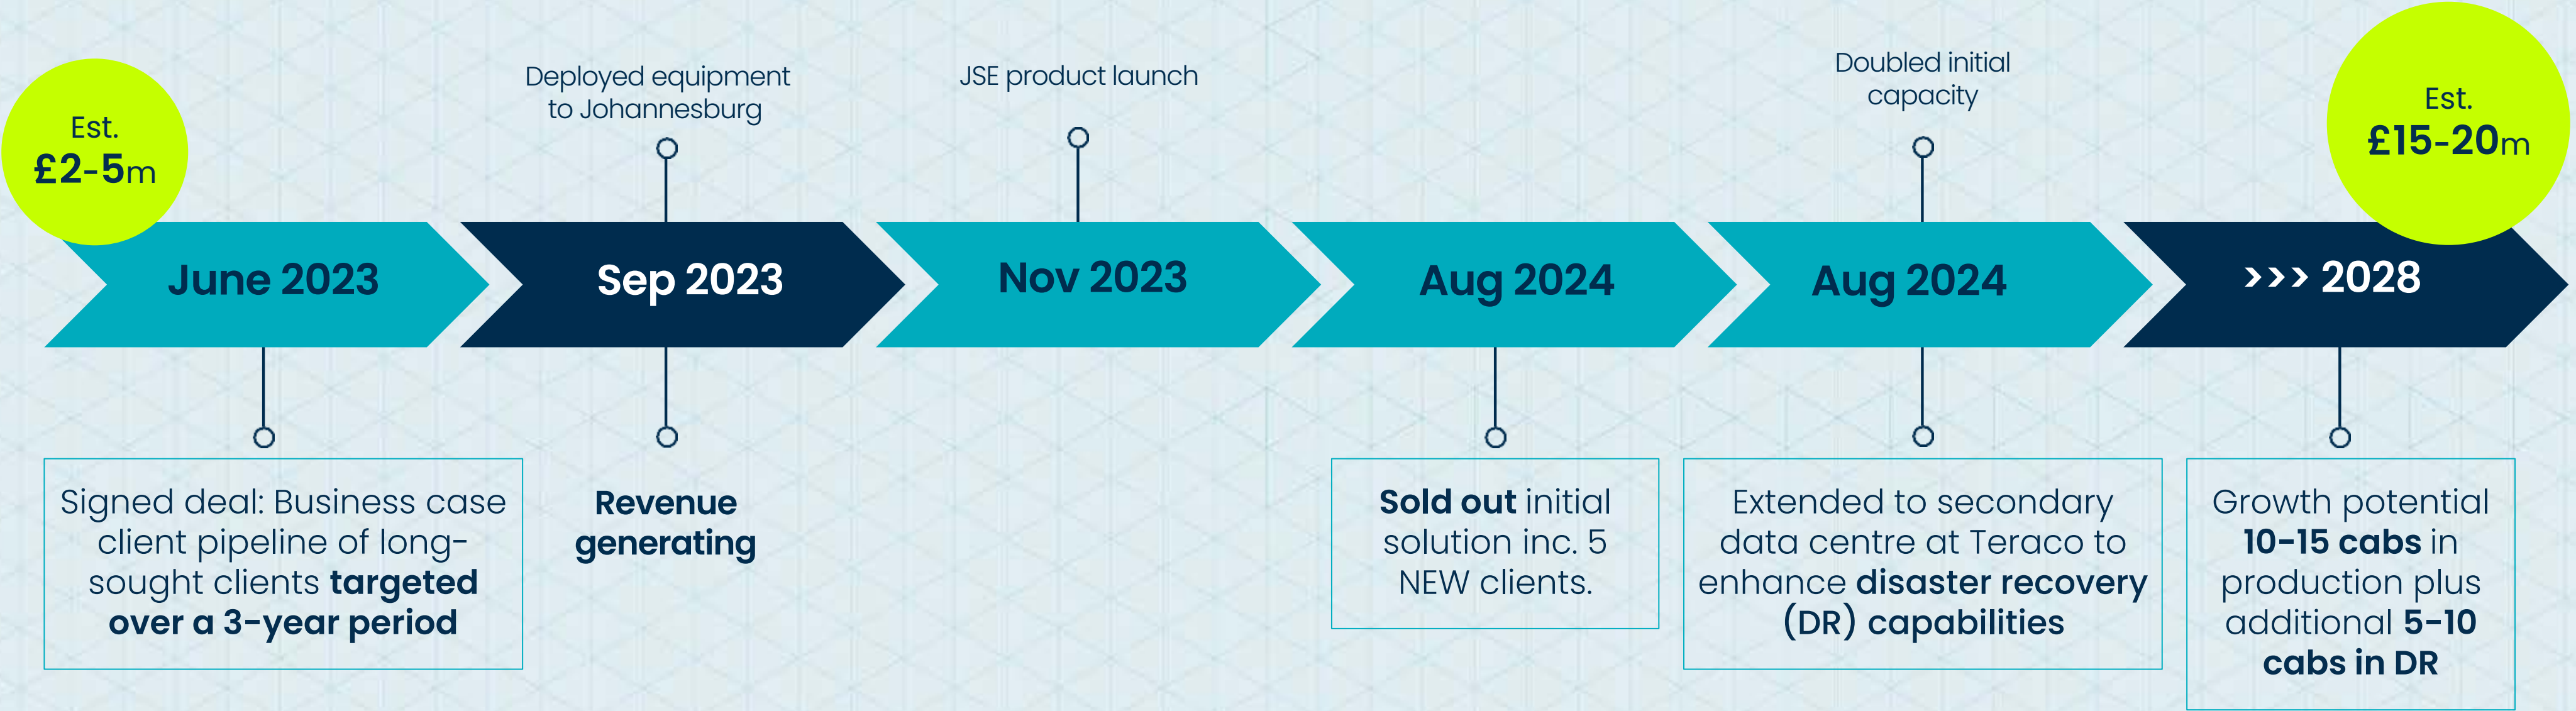 Est.
£2-5m
Deployed equipment
to Johannesburg
JSE product launch
Doubled initial
capacity
Est.
£15-20m
June 2023
Sep 2023
Nov 2023
Aug 2024
Aug 2024
>>> 2028
Signed deal: Business case
client pipeline of long-
sought clients targeted
over a 3-year period
Revenue
generating
Sold out initial
solution inc. 5
NEW clients.
Extended to secondary
data centre at Teraco to
enhance disaster recovery
(DR) capabilities
Growth potential
10-15 cabs in
production plus
additional 5-10
cabs in DR